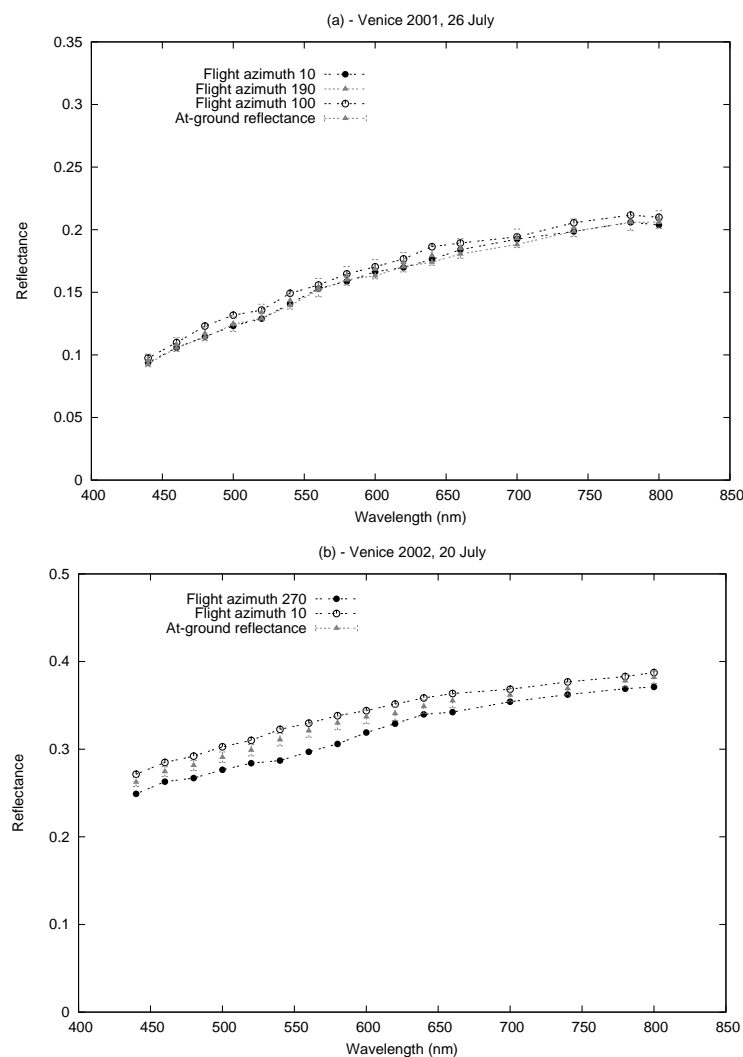 (a) - Venice 2001, 26 July
0.35
0.3
0.25
0.2
0.15
0.1
0.05
0
Reflectance
Flight azimuth 10
Flight azimuth 190
Flight azimuth 100
At-ground reflectance
400 450 500 550 600 650 700 750 800 850
Wavelength (nm)
(b) - Venice 2002, 20 July
0.5
0.4
0.3
0.2
0.1
0
Reflectance
Flight azimuth 270
Flight azimuth 10
At-ground reflectance
400 450 500 550 600 650 700 750 800 850
Wavelength (nm)